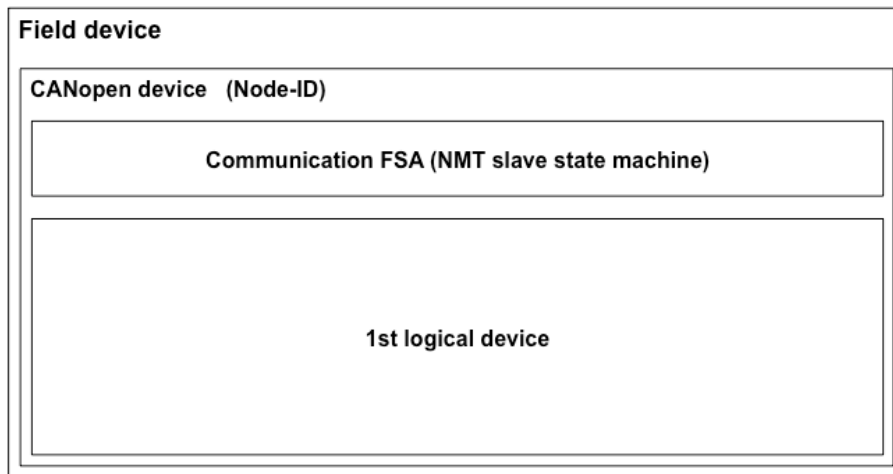 Field device
CANopen device (Node-ID)
Communication FSA (NMT slave state machine)
1st logical device